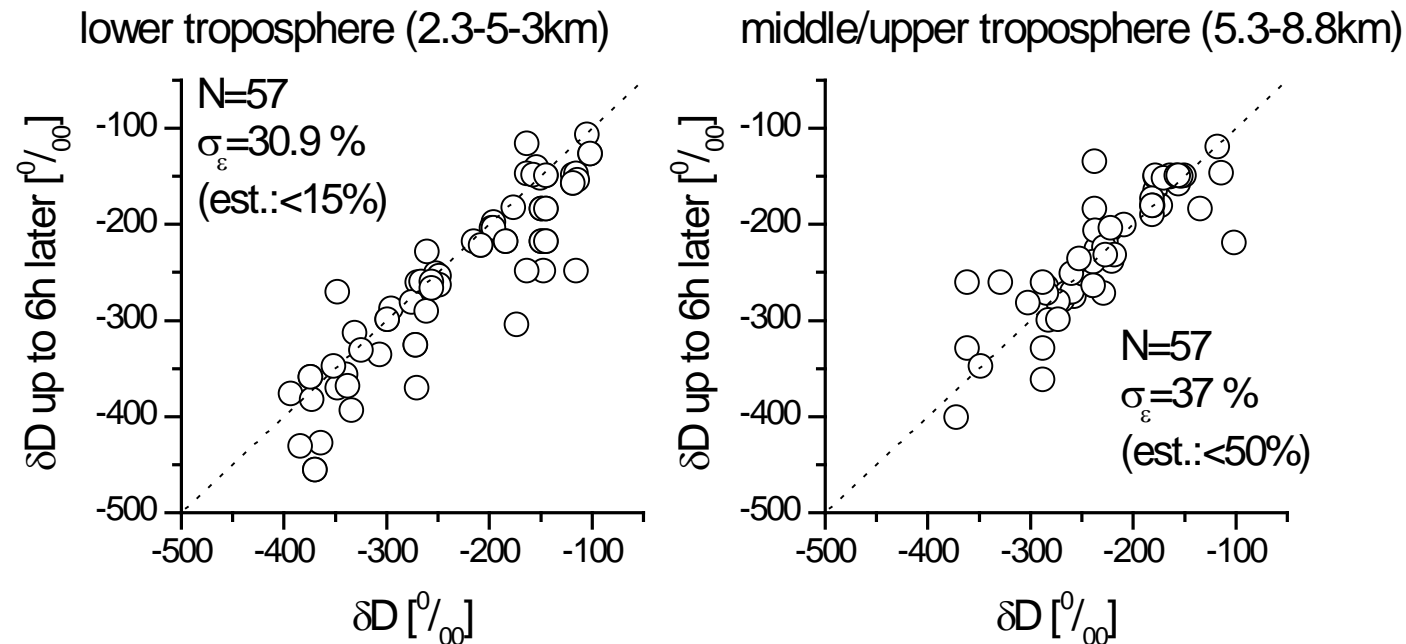 lower troposphere (2.3-5-3km)
N=57
σε=30.9 %
(est.:<15%)
δD up to 6h later [0/00]
-100
-200
-300
-400
-500
-500 -400 -300 -200 -100
δD [0/00]
middle/upper troposphere (5.3-8.8km)
δD up to 6h later [0/00]
-100
-200
-300
-400
-500
N=57
σε=37 %
(est.:<50%)
-500 -400 -300 -200 -100
δD [0/00]